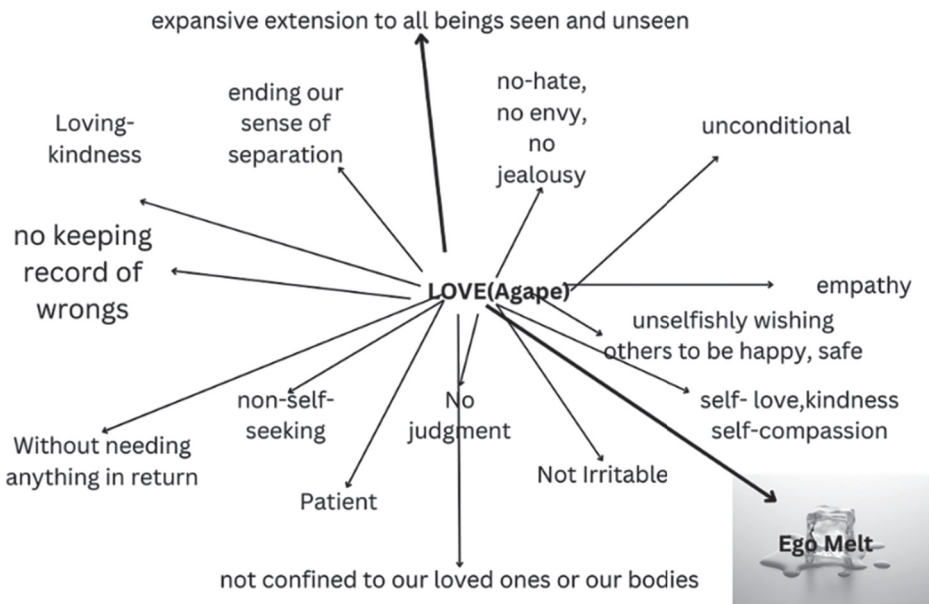 expansive extension to all beings seen and unseen
ending our
sense of
separation
no-hate,
no envy,
no
jealousy
Loving-
kindness
unconditional
no keeping
record of
wrongs
LOVE(Agape)
empathy
unselfishly wishing
others to be happy, safe
non-self-
seeking
No
judgment
self- love,kindness
self-compassion
Without needing
anything in return
Patient
Not Irritable
Ego Melt
not confined to our loved ones or our bodies